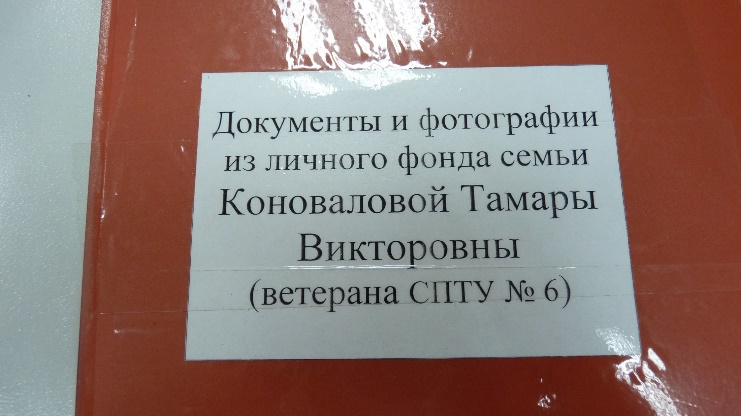 Документы и фотографии
из личного фонда семьи
Коноваловой Тамары
Викторовны
(ветерана СПТУ № 6)